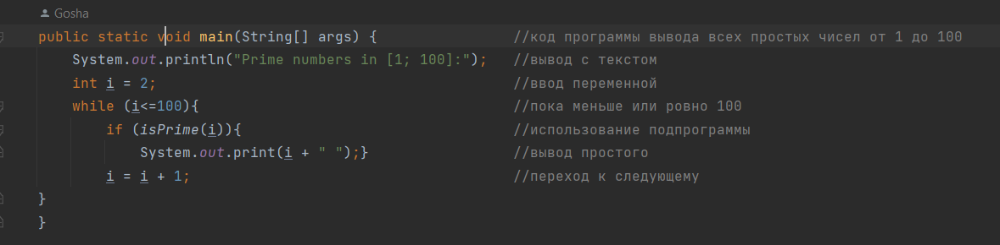 Gosha
public static void main(String[] args) { //код программы вывода всех простых чисел от 1 до 100
System.out.println("Prime numbers in [1; 100]:"); //вывод с текстом
int i = 2; //ввод переменной
while (i<=100){ //пока меньше или ровно 100
if (isPrime(i)){ //использование подпрограммы
System.out.print(i + " ");} //вывод простого
i = i + 1; //переход к следующему
}
}